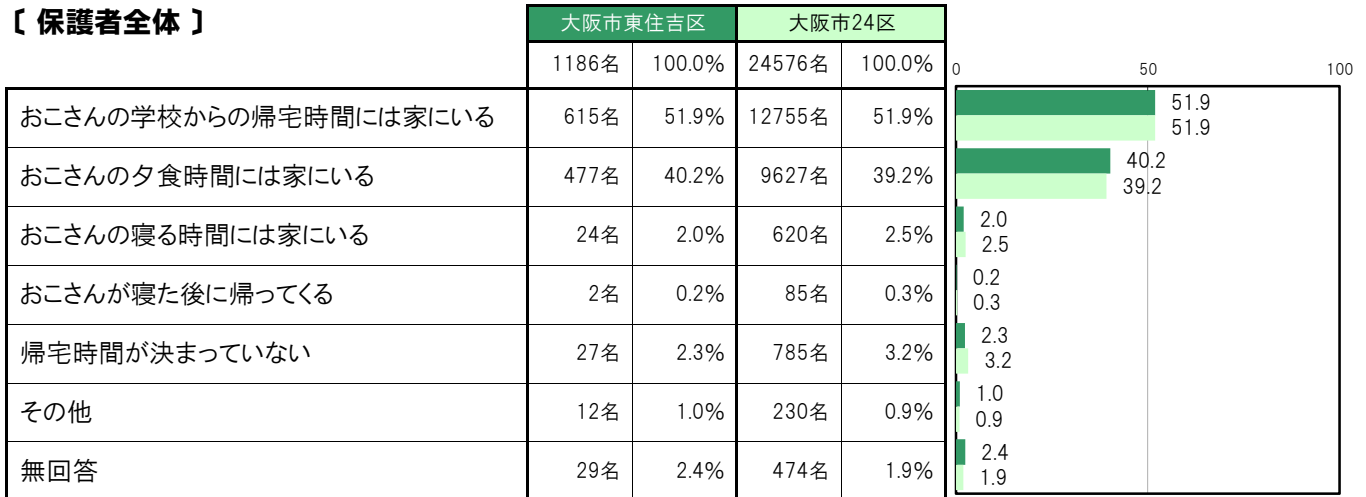 〔 保護者全体 〕
大阪市東住吉区 大阪市24区
1186名 100.0% 24576名 100.0%
0 50 100
おこさんの学校からの帰宅時間には家にいる 615名 51.9% 12755名 51.9% 51.9
51.9
おこさんの夕食時間には家にいる 477名 40.2% 9627名 39.2% 40.2
39.2
おこさんの寝る時間には家にいる 24名 2.0% 620名 2.5% 2.0
2.5
おこさんが寝た後に帰ってくる 2名 0.2% 85名 0.3% 0.2
0.3
帰宅時間が決まっていない 27名 2.3% 785名 3.2% 2.3
3.2
その他 12名 1.0% 230名 0.9% 1.0
0.9
無回答 29名 2.4% 474名 1.9% 2.4
1.9